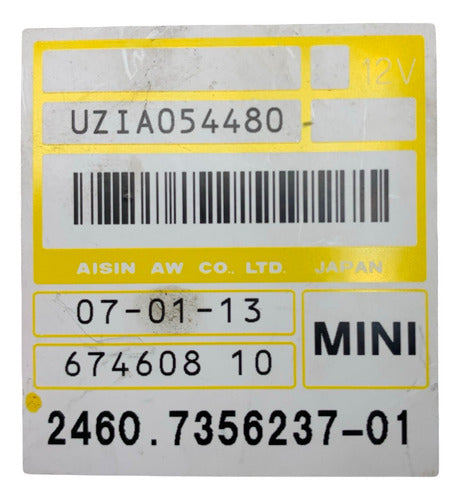 12V
UZIA054480 -
AISIN AW CO., LTD. JAPAN
07-01-13
674608 10
MINI
2460.7356237-01